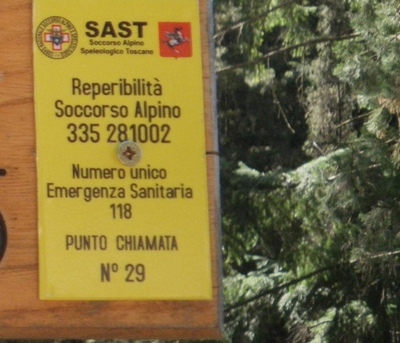 SAST
Soccorso Alpino
Speleologico Toscano
Reperibilità
Soccorso Alpino
335 281002
Numero unico
Emergenza Sanitaria
118
PUNTO CHIAMATA
N° 29